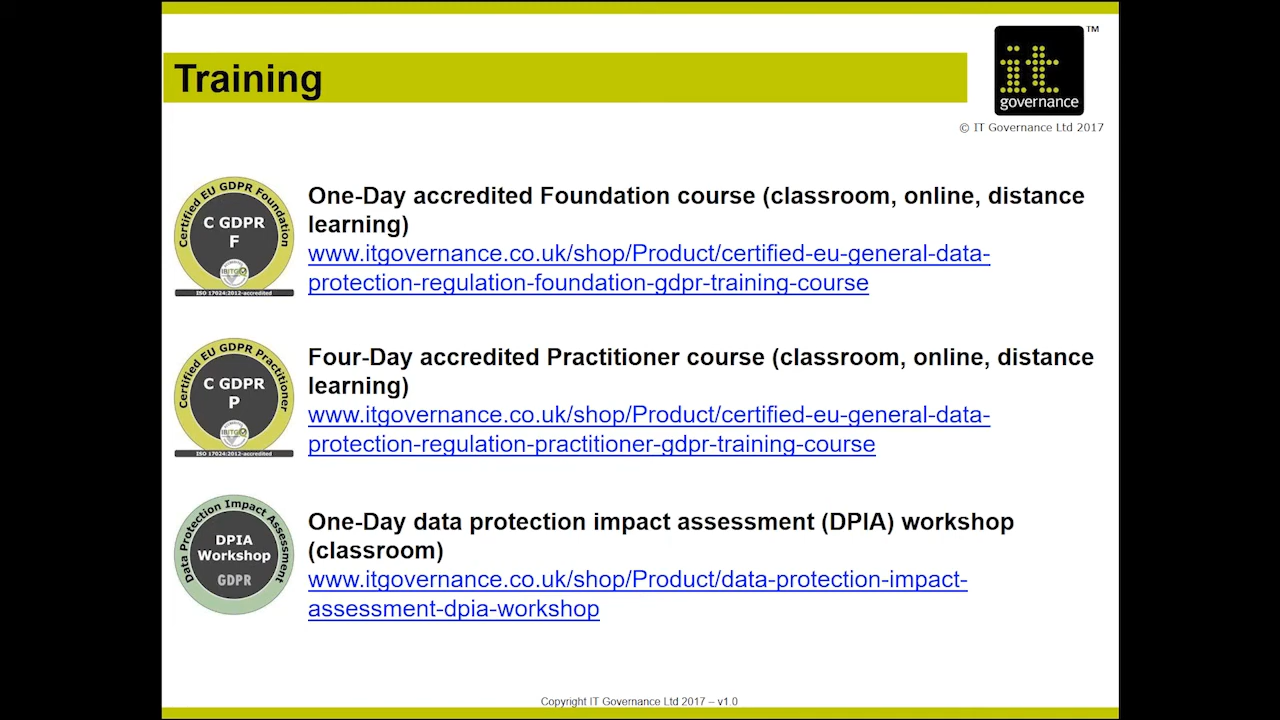 Training
it
governance
™
© IT Governance Ltd 2017
Certified EU GDPR Foundation
C GDPR
F
IBITGQ
ISO 17024:2012-accredited
One-Day accredited Foundation course (classroom, online, distance
learning)
www.itgovernance.co.uk/shop/Product/certified-eu-general-data-
protection-regulation-foundation-gdpr-training-course
Certified EU GDPR Practitioner
C GDPR
P
IBITGQ
ISO 17024:2012-accredited
Four-Day accredited Practitioner course (classroom, online, distance
learning)
www.itgovernance.co.uk/shop/Product/certified-eu-general-data-
protection-regulation-practitioner-gdpr-training-course
Data Protection Impact Assessment
DPIA
Workshop
GDPR
One-Day data protection impact assessment (DPIA) workshop
(classroom)
www.itgovernance.co.uk/shop/Product/data-protection-impact-
assessment-dpia-workshop
Copyright IT Governance Ltd 2017 – v1.0